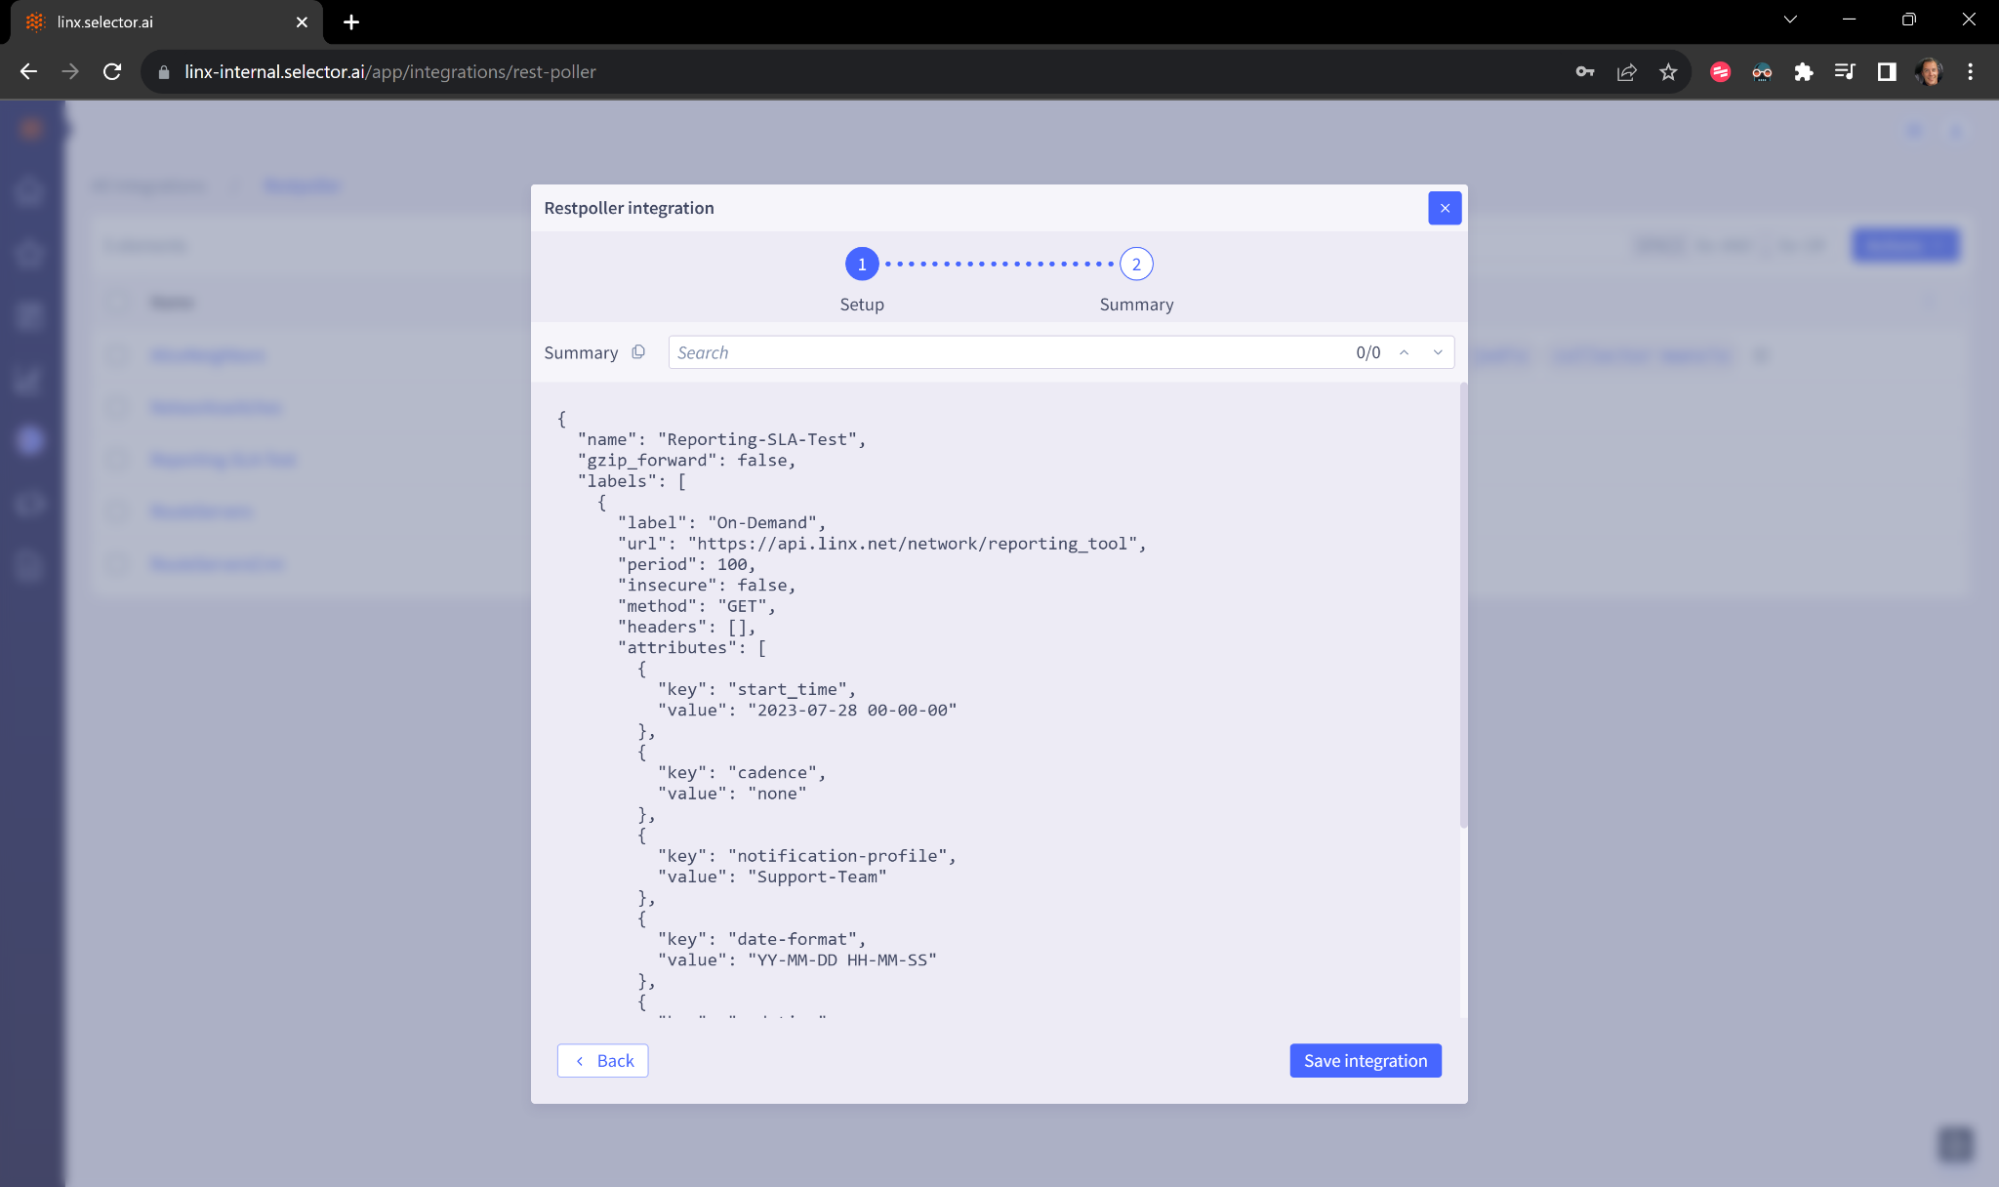 linx.selector.ai
linx-internal.selector.ai/app/integrations/rest-poller
Restpoller integration
1
2
Setup
Summary
Summary
Search
0/0
{
"name": "Reporting-SLA-Test",
"gzip_forward": false,
"labels": [
{
"label": "On-Demand",
"url": "https://api.linx.net/network/reporting_tool",
"period": 100,
"insecure": false,
"method": "GET",
"headers": [],
"attributes": [
{
"key": "start_time",
"value": "2023-07-28 00-00-00"
},
{
"key": "cadence",
"value": "none"
},
{
"key": "notification-profile",
"value": "Support-Team"
},
{
"key": "date-format",
"value": "YY-MM-DD HH-MM-SS"
},
{
Back
Save integration